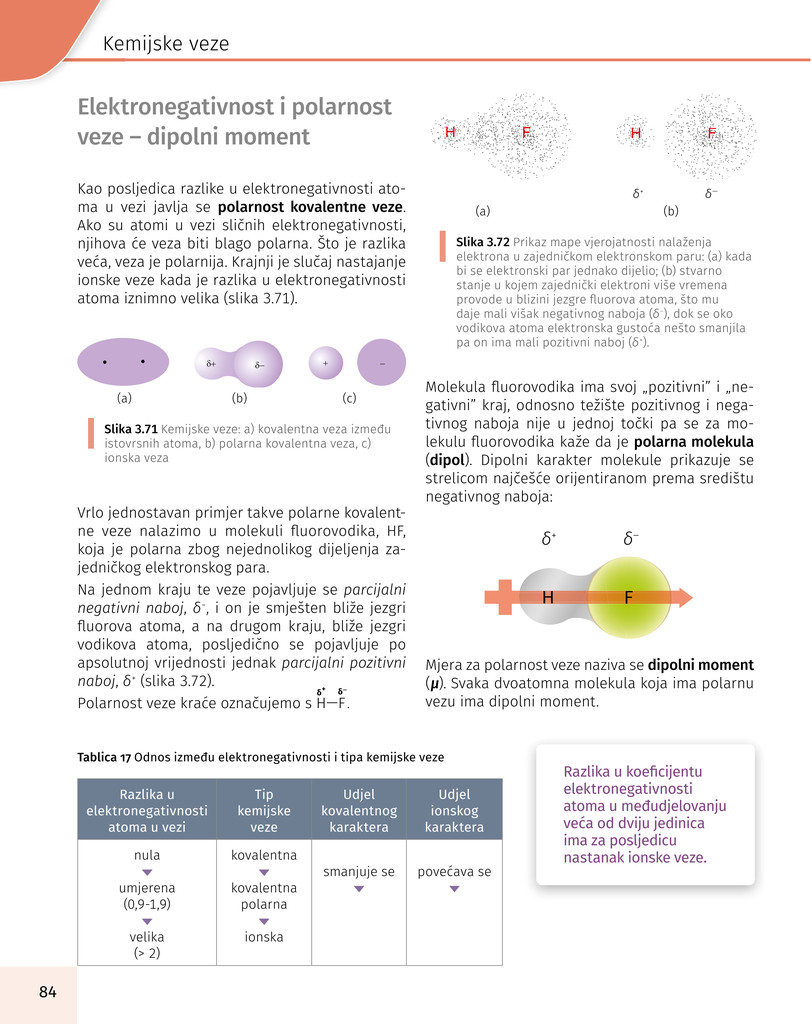 Kemijske veze
Elektronegativnost i polarnost
veze – dipolni moment
Kao posljedica razlike u elektronegativnosti ato-
ma u vezi javlja se polarnost kovalentne veze.
Ako su atomi u vezi sličnih elektronegativnosti,
njihova će veza biti blago polarna. Što je razlika
veća, veza je polarnija. Krajnji je slučaj nastajanje
ionske veze kada je razlika u elektronegativnosti
atoma iznimno velika (slika 3.71).
δ+ δ– + –
(a) (b) (c)
Slika 3.71 Kemijske veze: a) kovalentna veza između
istovrsnih atoma, b) polarna kovalentna veza, c)
ionska veza
Vrlo jednostavan primjer takve polarne kovalent-
ne veze nalazimo u molekuli fluorovodika, HF,
koja je polarna zbog nejednolikog dijeljenja za-
jedničkog elektronskog para.
Na jednom kraju te veze pojavljuje se parcijalni
negativni naboj, δ⁻, i on je smješten bliže jezgri
fluorova atoma, a na drugom kraju, bliže jezgri
vodikova atoma, posljedično se pojavljuje po
apsolutnoj vrijednosti jednak parcijalni pozitivni
naboj, δ⁺ (slika 3.72).
δ⁺ δ⁻
Polarnost veze kraće označujemo s H—F.
H F H F
δ⁺ δ⁻
(a) (b)
Slika 3.72 Prikaz mape vjerojatnosti nalaženja
elektrona u zajedničkom elektronskom paru: (a) kada
bi se elektronski par jednako dijelio; (b) stvarno
stanje u kojem zajednički elektroni više vremena
provode u blizini jezgre fluorova atoma, što mu
daje mali višak negativnog naboja (δ⁻), dok se oko
vodikova atoma elektronska gustoća nešto smanjila
pa on ima mali pozitivni naboj (δ⁺).
Molekula fluorovodika ima svoj „pozitivni” i „ne-
gativni” kraj, odnosno težište pozitivnog i nega-
tivnog naboja nije u jednoj točki pa se za mo-
lekulu fluorovodika kaže da je polarna molekula
(dipol). Dipolni karakter molekule prikazuje se
strelicom najčešće orijentiranom prema središtu
negativnog naboja:
δ⁺ δ⁻
H F
Mjera za polarnost veze naziva se dipolni moment
(μ). Svaka dvoatomna molekula koja ima polarnu
vezu ima dipolni moment.
Tablica 17 Odnos između elektronegativnosti i tipa kemijske veze
Razlika u Tip Udjel Udjel
elektronegativnosti kemijske kovalentnog ionskog
atoma u vezi veze karaktera karaktera
nula kovalentna
smanjuje se povećava se
umjerena kovalentna
(0,9-1,9) polarna
velika ionska
(> 2)
Razlika u koeficijentu
elektronegativnosti
atoma u međudjelovanju
veća od dviju jedinica
ima za posljedicu
nastanak ionske veze.
84